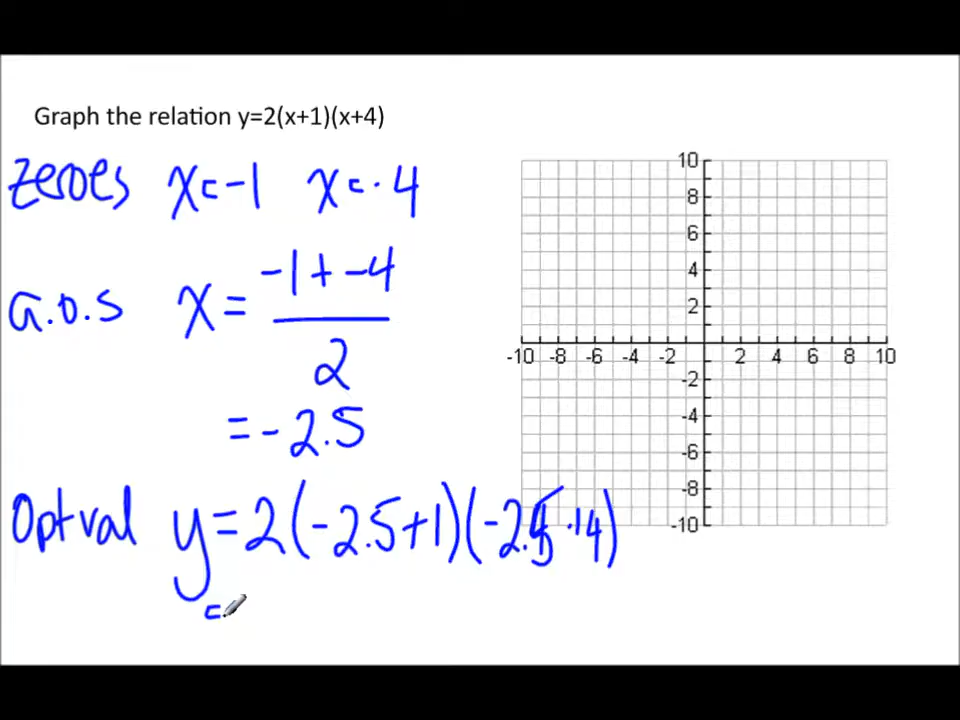 Graph the relation y=2(x+1)(x+4)
zeroes x=-1 x=-4
a.o.s x = -1 + -4
2
= -2.5
Opt val y = 2(-2.5+1)(-2.5+4)
=
10
8
6
4
2
-10 -8 -6 -4 -2 2 4 6 8 10
-2
-4
-6
-8
-10